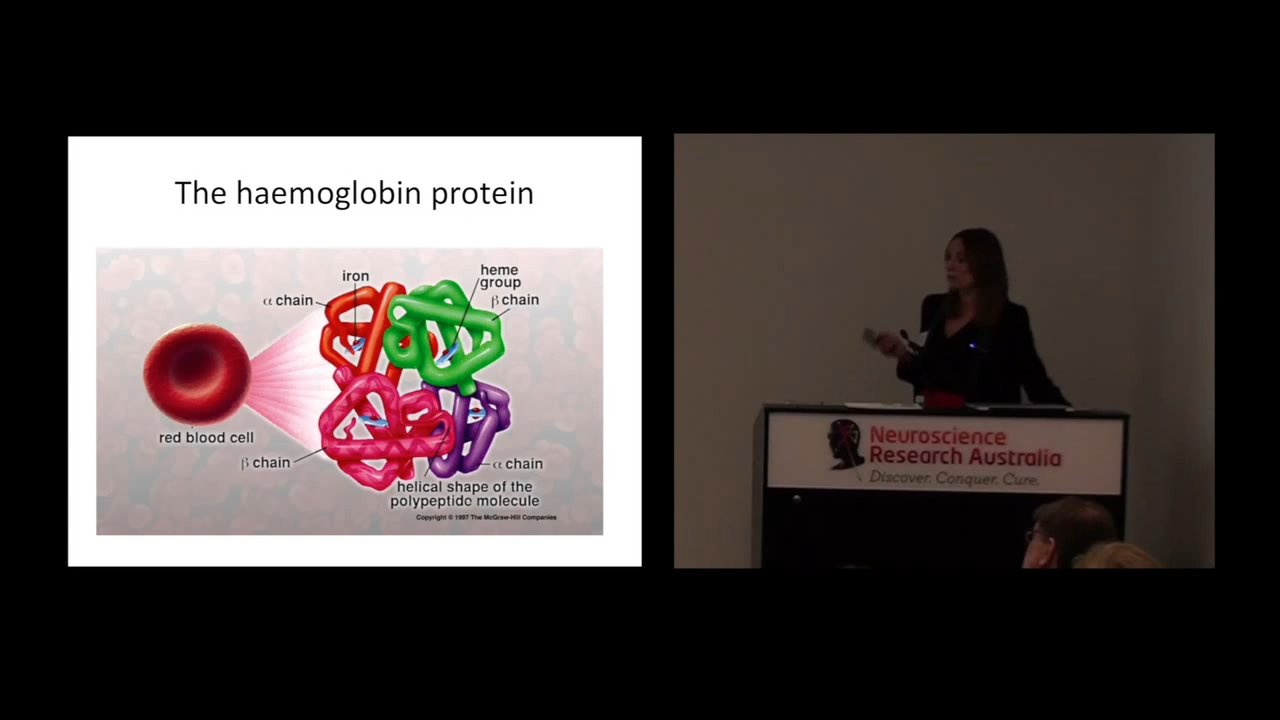 The haemoglobin protein
iron
heme
group
α chain
β chain
red blood cell
β chain
α chain
helical shape of the
polypeptide molecule
Copyright © 1997 The McGraw-Hill Companies
Neuroscience
Research Australia
Discover. Conquer. Cure.